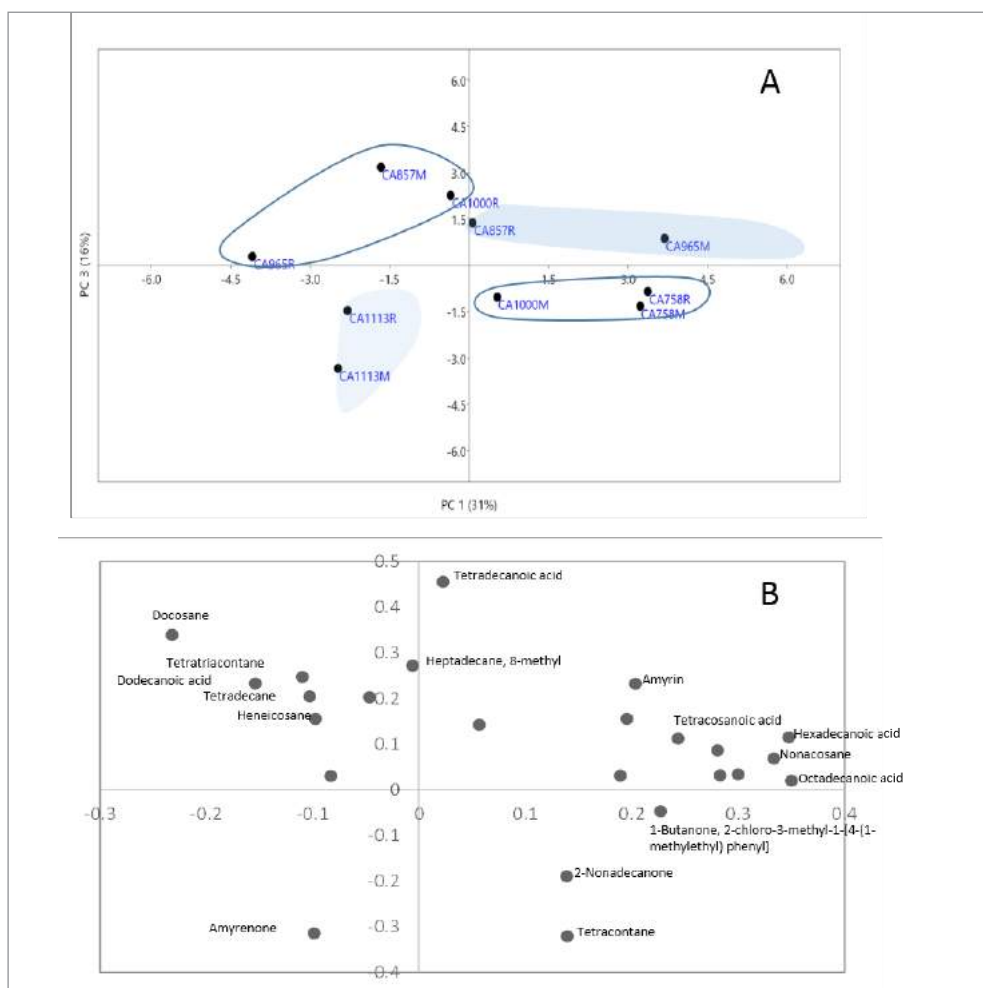 A
6.0
4.5
3.0
1.5
CA857M
CA1000R
CA857R
CA965M
CA965R
-6.0
-4.5
-3.0
-1.5
1.5
3.0
4.5
6.0
CA1000M
CA758R
CA758M
CA1113R
CA1113M
-1.5
-3.0
-4.5
-6.0
PC 3 (16%)
PC 1 (31%)
B
0.5
0.4
0.3
0.2
0.1
0
-0.1
-0.2
-0.3
-0.4
Tetradecanoic acid
Docosane
Tetratriacontane
Heptadecane, 8-methyl
Dodecanoic acid
Amyrin
Tetradecane
Heneicosane
Tetracosanoic acid
Hexadecanoic acid
Nonacosane
Octadecanoic acid
-0.3
-0.2
-0.1
0
0.1
0.2
0.3
0.4
1-Butanone, 2-chloro-3-methyl-1-[4-(1-
methylethyl) phenyl]
2-Nonadecanone
Amyrenone
Tetracontane